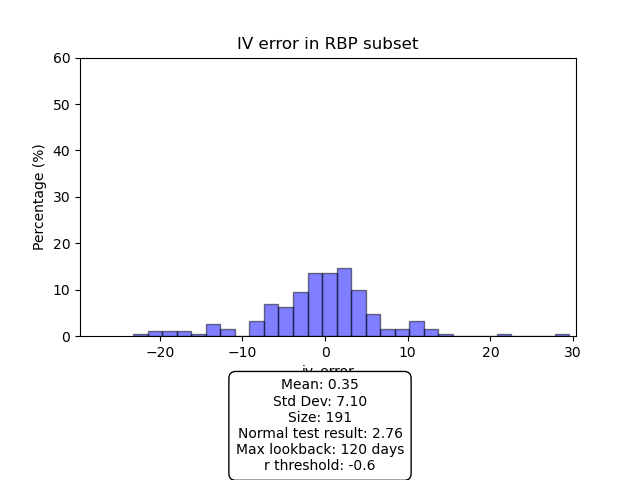 IV error in RBP subset
60
50
40
30
20
10
0
Percentage (%)
−20
−10
0
10
20
30
iv_error
Mean: 0.35
Std Dev: 7.10
Size: 191
Normal test result: 2.76
Max lookback: 120 days
r threshold: -0.6